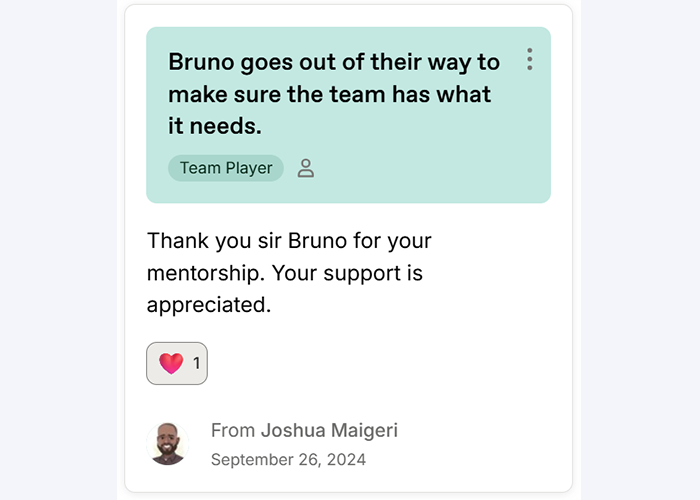 Bruno goes out of their way to
make sure the team has what
it needs.
Team Player
Thank you sir Bruno for your
mentorship. Your support is
appreciated.
1
From Joshua Maigeri
September 26, 2024